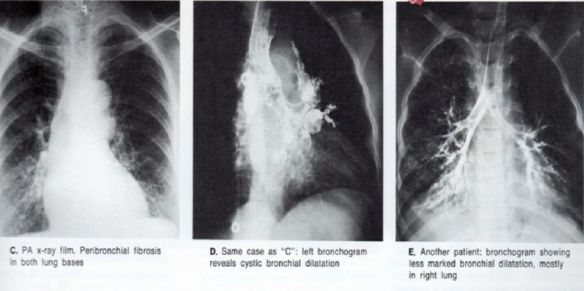 C. PA x-ray film. Peribronchial fibrosis
in both lung bases
D. Same case as "C": left bronchogram
reveals cystic bronchial dilatation
E. Another patient: bronchogram showing
less marked bronchial dilatation, mostly
in right lung